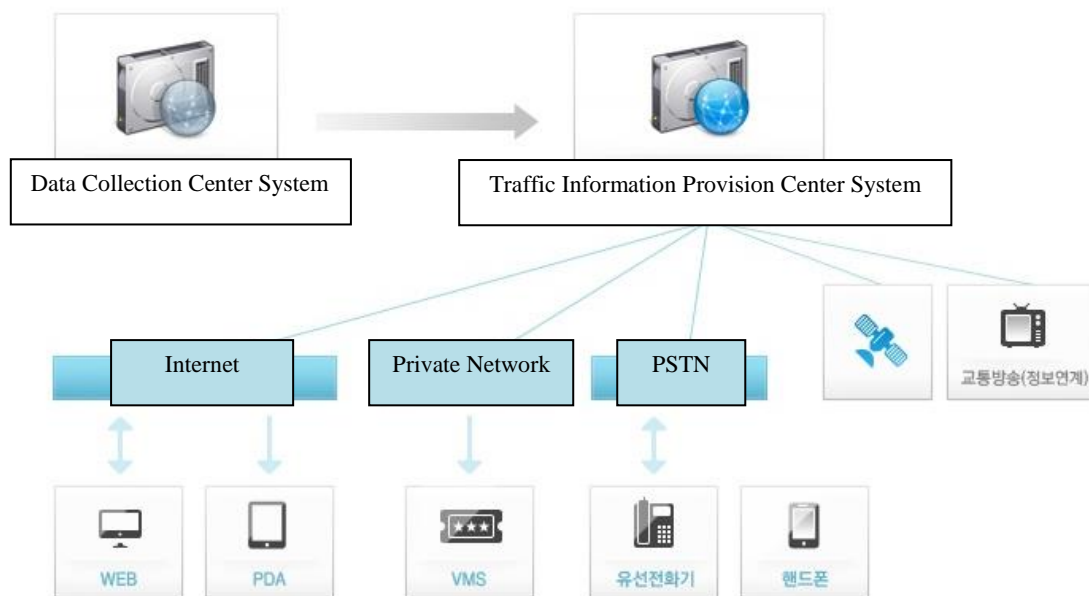 Data Collection Center System
Traffic Information Provision Center System
Internet
Private Network
PSTN
교통방송(정보연계)
WEB
PDA
VMS
유선전화기
핸드폰